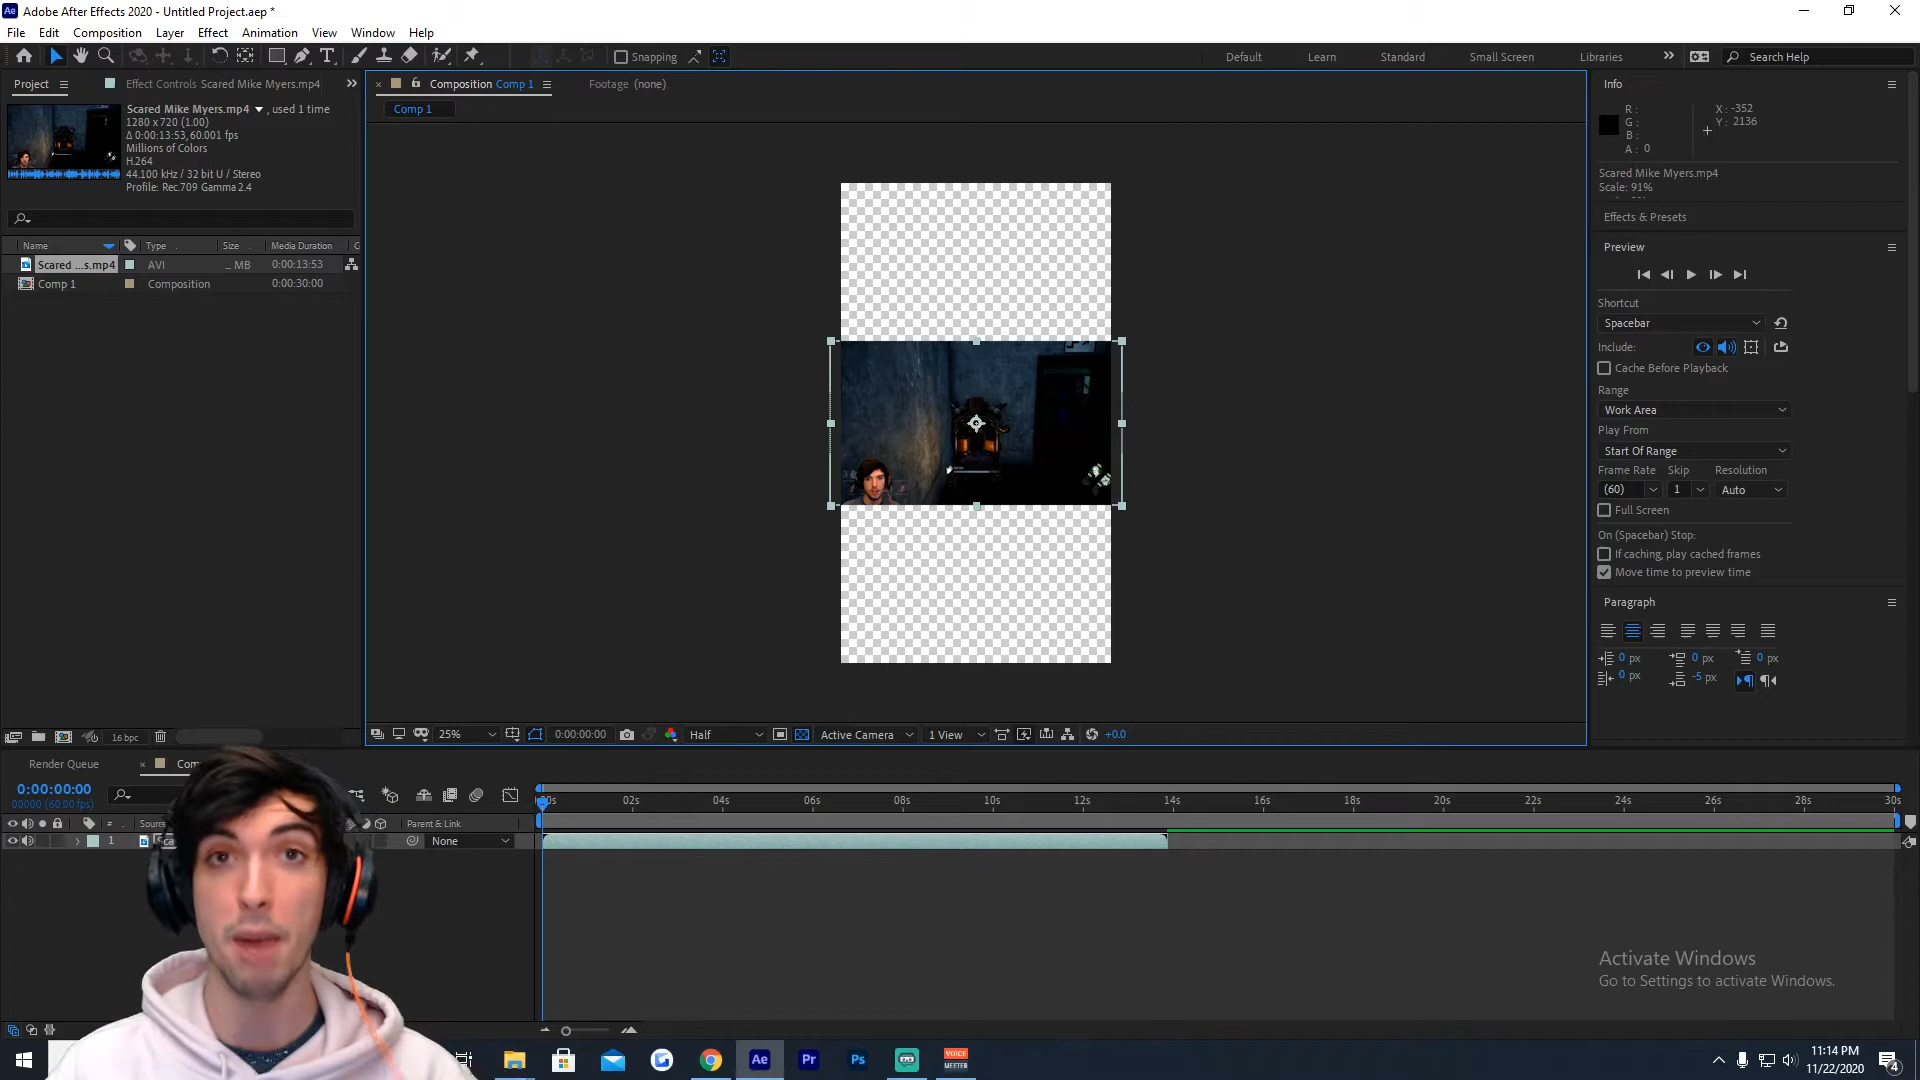 Ae Adobe After Effects 2020 - Untitled Project.aep *
File Edit Composition Layer Effect Animation View Window Help
Snapping
Default Learn Standard Small Screen Libraries Search Help
Project Effect Controls Scared Mike Myers.mp4
Scared Mike Myers.mp4 , used 1 time
1280 x 720 (1.00)
Δ 0:00:13:53, 60.001 fps
Millions of Colors
H.264
44.100 kHz / 32 bit U / Stereo
Profile: Rec.709 Gamma 2.4
Name Type Size Media Duration
Scared ...s.mp4 AVI ... MB 0:00:13:53
Comp 1 Composition 0:00:30:00
16 bpc
Composition Comp 1 Footage (none)
Comp 1
25% 0:00:00:00 Half Active Camera 1 View +0.0
Info
R :
G :
B :
A : 0
X : -352
Y : 2136
Scared Mike Myers.mp4
Scale: 91%
Effects & Presets
Preview
Shortcut
Spacebar
Include:
Cache Before Playback
Range
Work Area
Play From
Start Of Range
Frame Rate Skip Resolution
(60) 1 Auto
Full Screen
On (Spacebar) Stop:
If caching, play cached frames
Move time to preview time
Paragraph
0 px 0 px 0 px
0 px -5 px
Render Queue
0:00:00:00
00000 (60.00 fps)
# Parent & Link
1 None
02s 04s 06s 08s 10s 12s 14s 16s 18s 20s 22s 24s 26s 28s 30s
Activate Windows
Go to Settings to activate Windows.
Ae Pr Ps VOICE MEETER
11:14 PM
11/22/2020
4